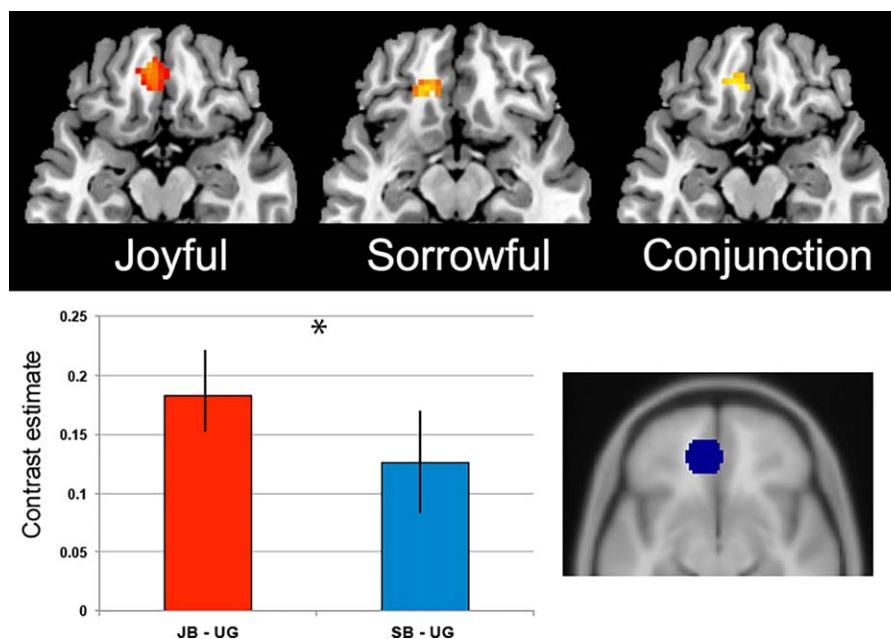 Joyful Sorrowful Conjunction
Contrast estimate
0.25
*
0.2
0.15
0.1
0.05
0
JB - UG SB - UG